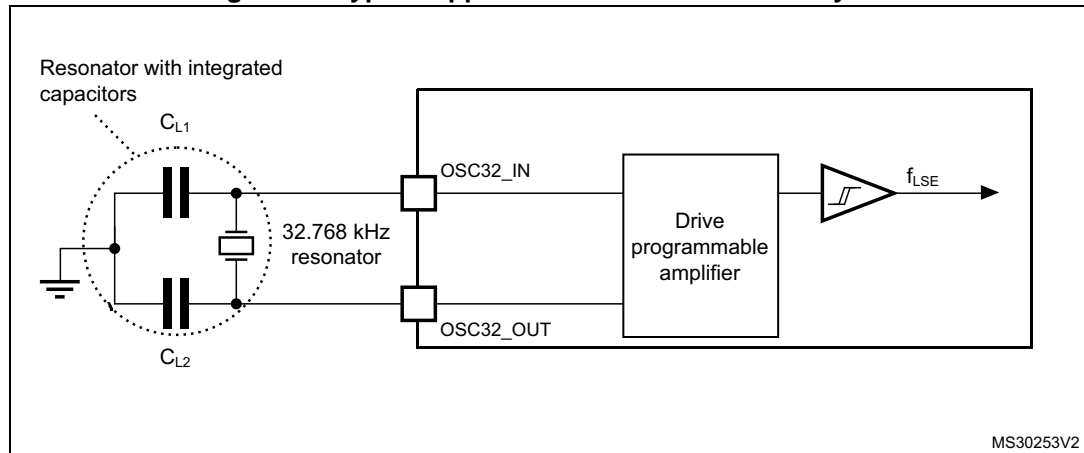 Resonator with integrated
capacitors
CL1
OSC32_IN
fLSE
32.768 kHz
resonator
Drive
programmable
amplifier
OSC32_OUT
CL2
MS30253V2